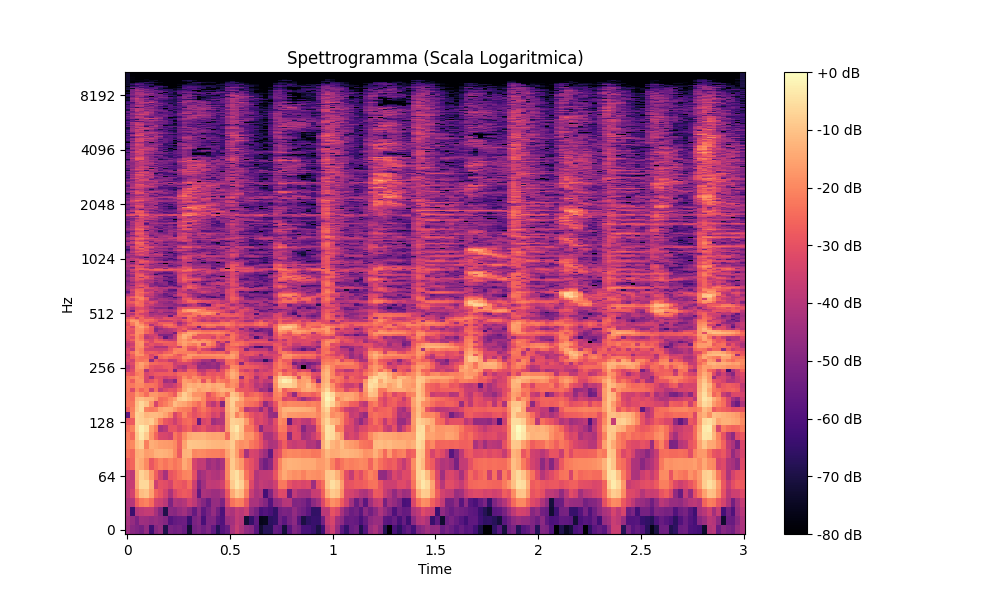 Spettrogramma (Scala Logaritmica)
Hz
8192
4096
2048
1024
512
256
128
64
0
0 0.5 1 1.5 2 2.5 3
Time
+0 dB
-10 dB
-20 dB
-30 dB
-40 dB
-50 dB
-60 dB
-70 dB
-80 dB